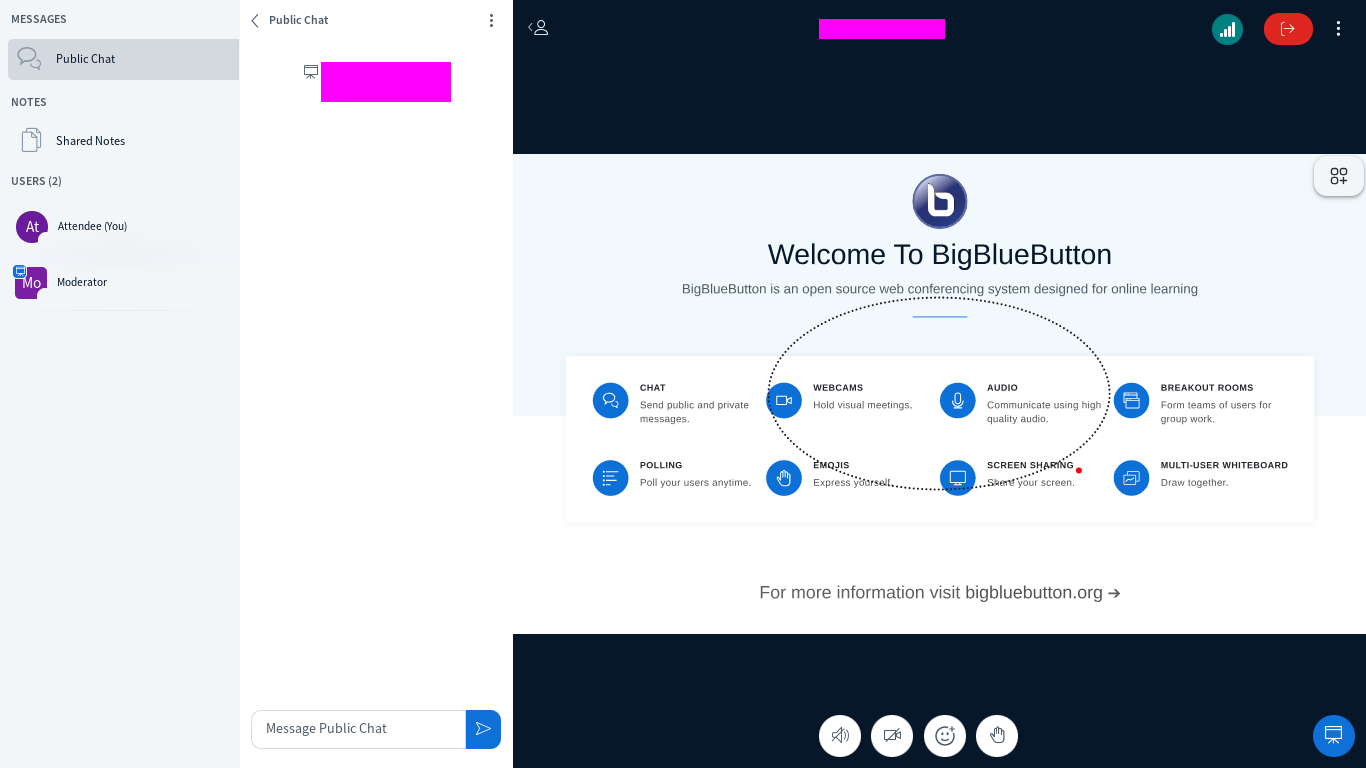 MESSAGES
Public Chat
NOTES
Shared Notes
USERS (2)
At
Attendee (You)
Mo
Moderator
Public Chat
Message Public Chat
Welcome To BigBlueButton
BigBlueButton is an open source web conferencing system designed for online learning
CHAT
Send public and private
messages.
WEBCAMS
Hold visual meetings.
AUDIO
Communicate using high
quality audio.
BREAKOUT ROOMS
Form teams of users for
group work.
POLLING
Poll your users anytime.
EMOJIS
Express yourself.
SCREEN SHARING
Share your screen.
MULTI-USER WHITEBOARD
Draw together.
For more information visit bigbluebutton.org →